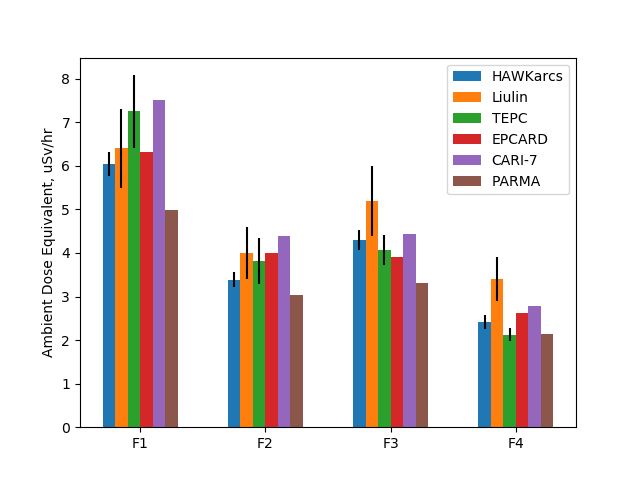 Ambient Dose Equivalent, uSv/hr
8
7
6
5
4
3
2
1
0
F1
F2
F3
F4
HAWKarcs
Liulin
TEPC
EPCARD
CARI-7
PARMA